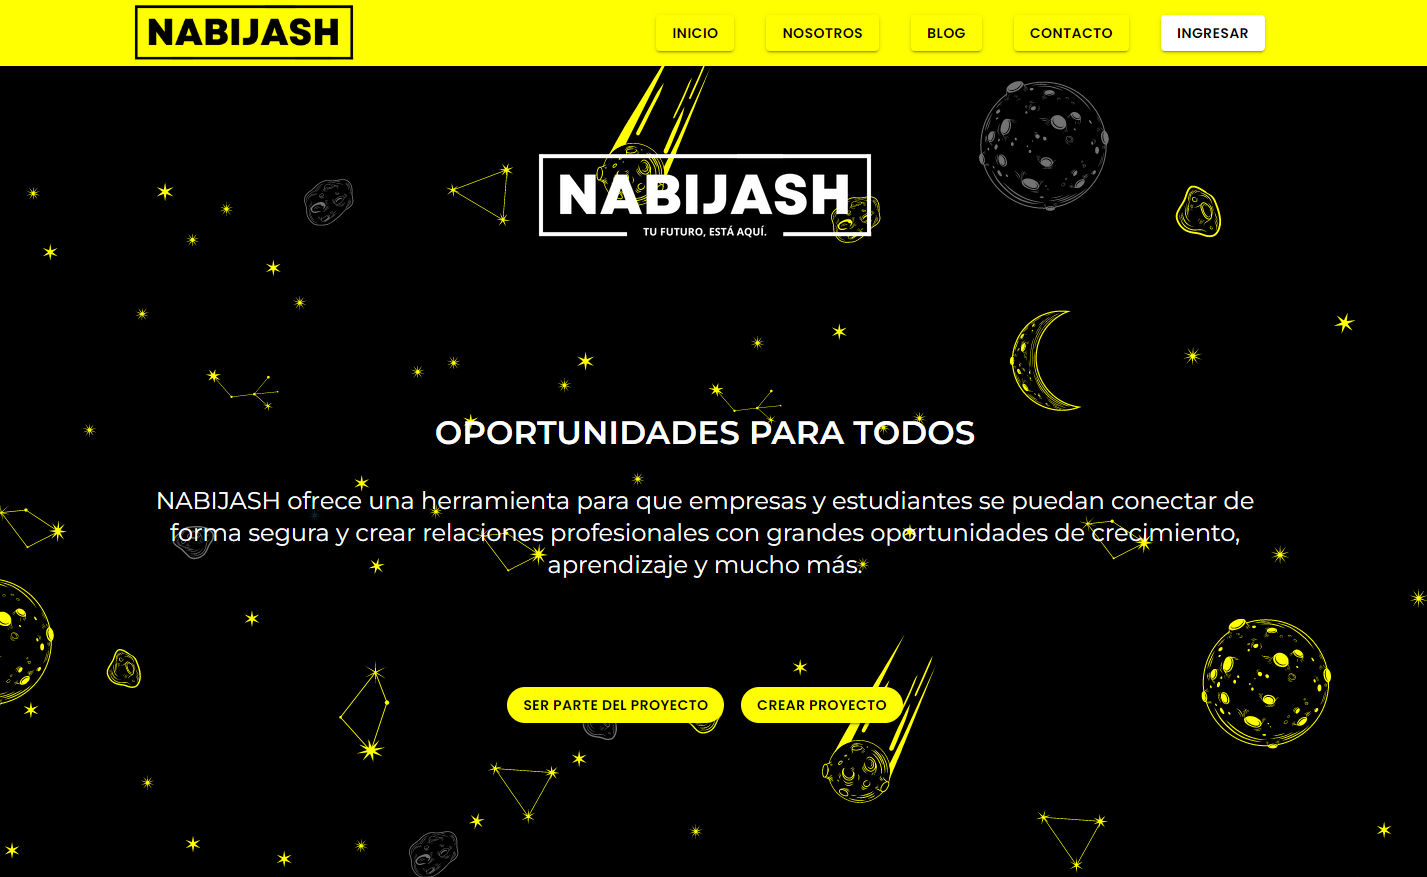 NABIJASH
INICIO
NOSOTROS
BLOG
CONTACTO
INGRESAR
NABIJASH
TU FUTURO, ESTÁ AQUÍ.
OPORTUNIDADES PARA TODOS
NABIJASH ofrece una herramienta para que empresas y estudiantes se puedan conectar de
forma segura y crear relaciones profesionales con grandes oportunidades de crecimiento,
aprendizaje y mucho más.
SER PARTE DEL PROYECTO
CREAR PROYECTO